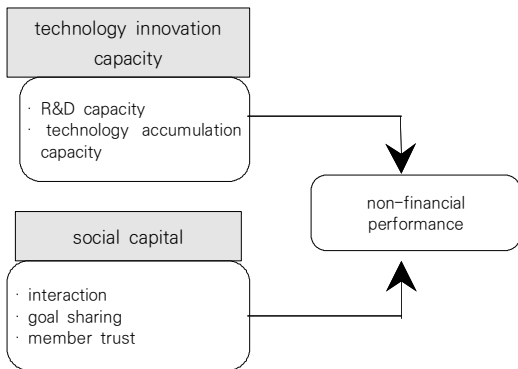 technology innovation
capacity
· R&D capacity
· technology accumulation
capacity
non-financial
performance
social capital
· interaction
· goal sharing
· member trust